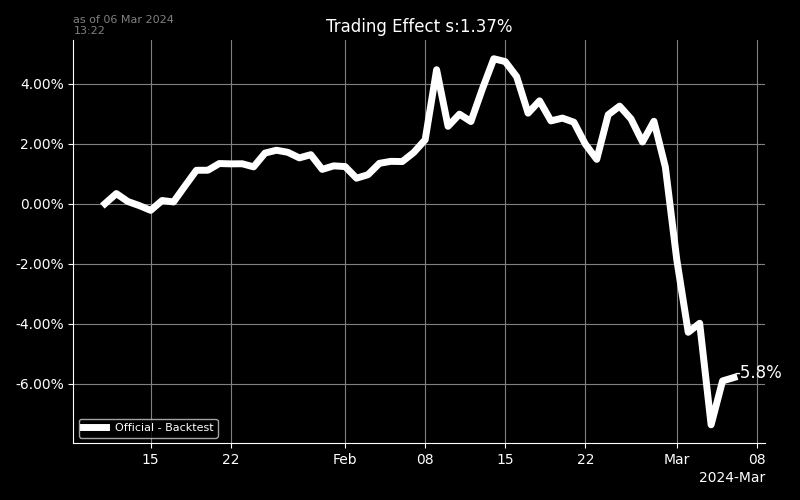 as of 06 Mar 2024
13:22
Trading Effect s:1.37%
4.00%
2.00%
0.00%
-2.00%
-4.00%
-6.00%
-5.8%
Official - Backtest
15
22
Feb
08
15
22
Mar
08
2024-Mar